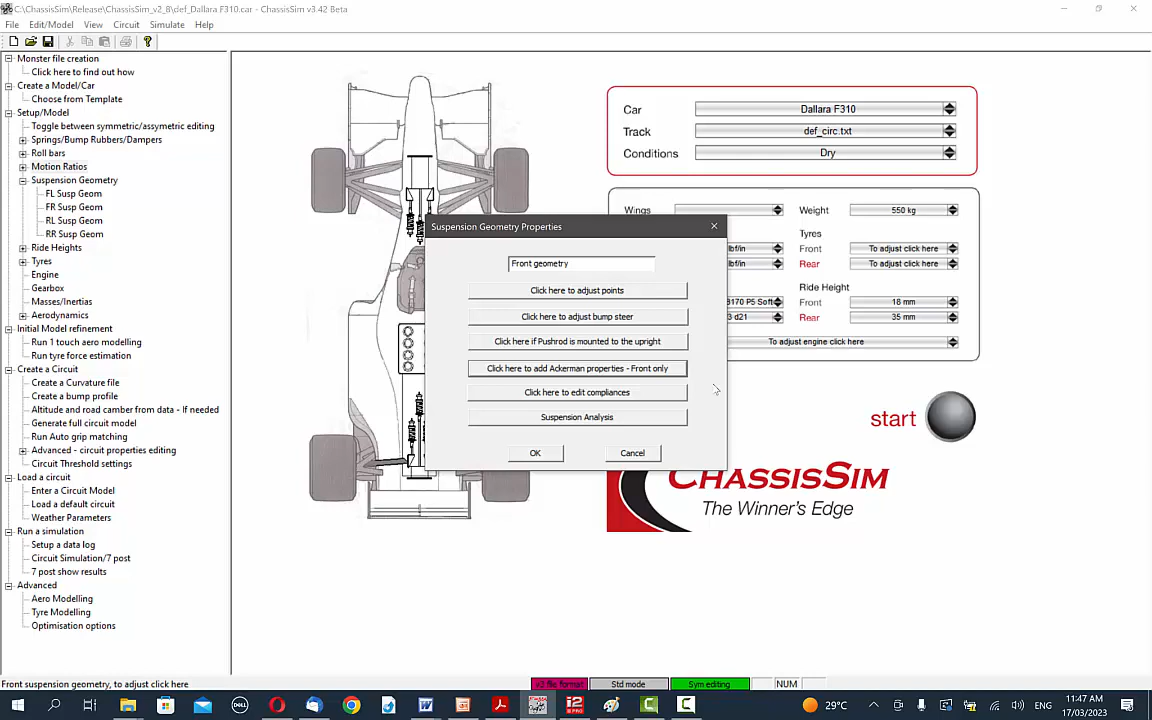 C:\ChassisSim\Release\ChassisSim_v2_8\def_Dallara F310.car - ChassisSim v3.42 Beta
File Edit/Model View Circuit Simulate Help
Monster file creation
Click here to find out how
Create a Model/Car
Choose from Template
Setup/Model
Toggle between symmetric/assymetric editing
Springs/Bump Rubbers/Dampers
Roll bars
Motion Ratios
Suspension Geometry
FL Susp Geom
FR Susp Geom
RL Susp Geom
RR Susp Geom
Ride Heights
Tyres
Engine
Gearbox
Masses/Inertias
Aerodynamics
Initial Model refinement
Run 1 touch aero modelling
Run tyre force estimation
Create a Circuit
Create a Curvature file
Create a bump profile
Altitude and road camber from data - If needed
Generate full circuit model
Run Auto grip matching
Advanced - circuit properties editing
Circuit Threshold settings
Load a circuit
Enter a Circuit Model
Load a default circuit
Weather Parameters
Run a simulation
Setup a data log
Circuit Simulation/7 post
7 post show results
Advanced
Aero Modelling
Tyre Modelling
Optimisation options
Car Dallara F310
Track def_circ.txt
Conditions Dry
Wings Weight 550 kg
Tyres
lbf/in Front To adjust click here
lbf/in Rear To adjust click here
Ride Height
8170 P5 Soft Front 18 mm
3 d21 Rear 35 mm
To adjust engine click here
Suspension Geometry Properties
Front geometry
Click here to adjust points
Click here to adjust bump steer
Click here if Pushrod is mounted to the upright
Click here to add Ackerman properties - Front only
Click here to edit compliances
Suspension Analysis
OK Cancel
start
CHASSISSIM
The Winner's Edge
Front suspension geometry, to adjust click here
v2 file format Std mode Sym editing NUM
29°C ENG
11:47 AM
17/03/2023